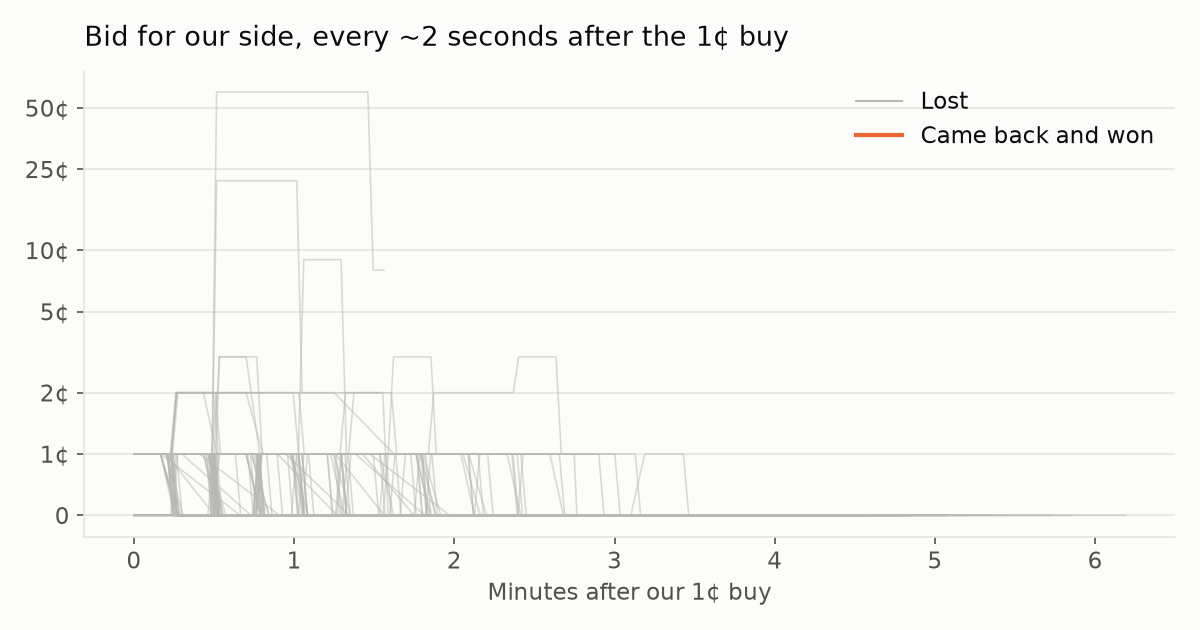 Bid for our side, every ~2 seconds after the 1¢ buy
Lost
Came back and won
50¢
25¢
10¢
5¢
2¢
1¢
0
0 1 2 3 4 5 6
Minutes after our 1¢ buy